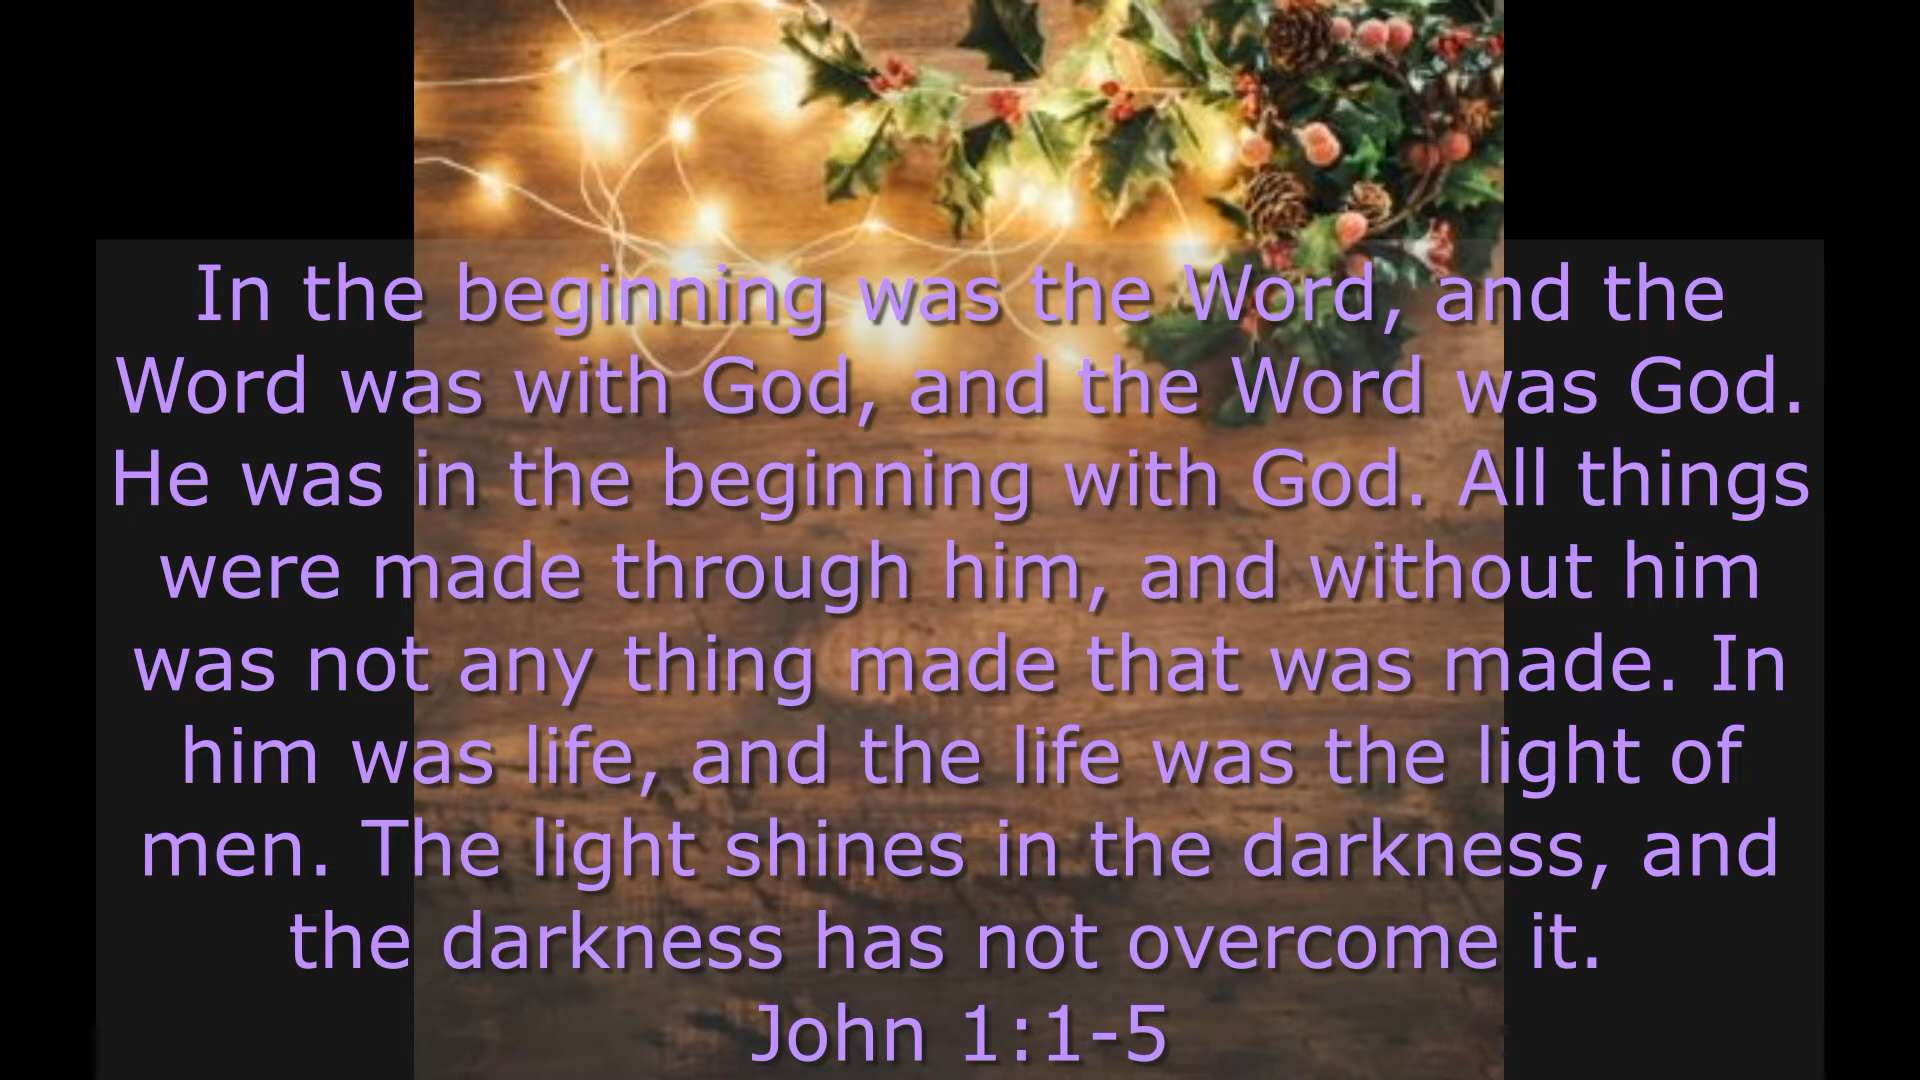 In the beginning was the Word, and the
Word was with God, and the Word was God.
He was in the beginning with God. All things
were made through him, and without him
was not any thing made that was made. In
him was life, and the life was the light of
men. The light shines in the darkness, and
the darkness has not overcome it.
John 1:1-5